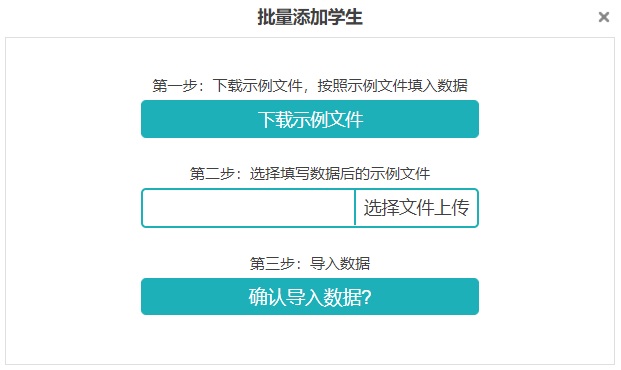 批量添加学生
第一步：下载示例文件，按照示例文件填入数据
下载示例文件
第二步：选择填写数据后的示例文件
选择文件上传
第三步：导入数据
确认导入数据?